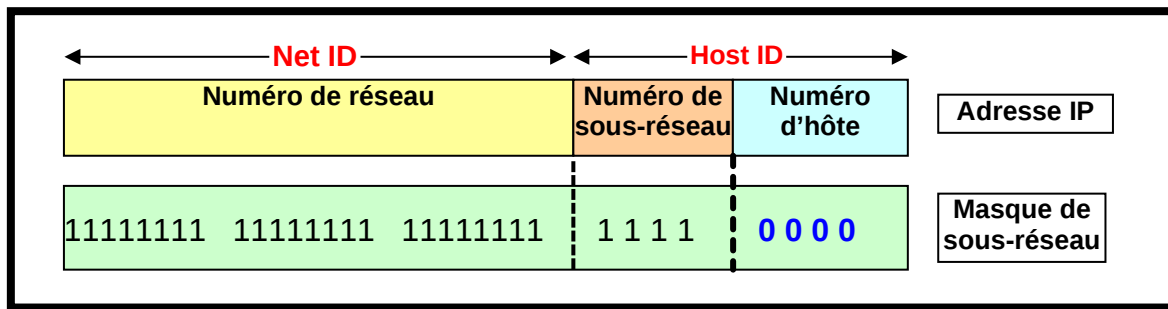 Net ID
Host ID
Numéro de réseau
Numéro de
sous-réseau
Numéro
d’hôte
Adresse IP
11111111 11111111 11111111 1 1 1 1 0 0 0 0
Masque de
sous-réseau